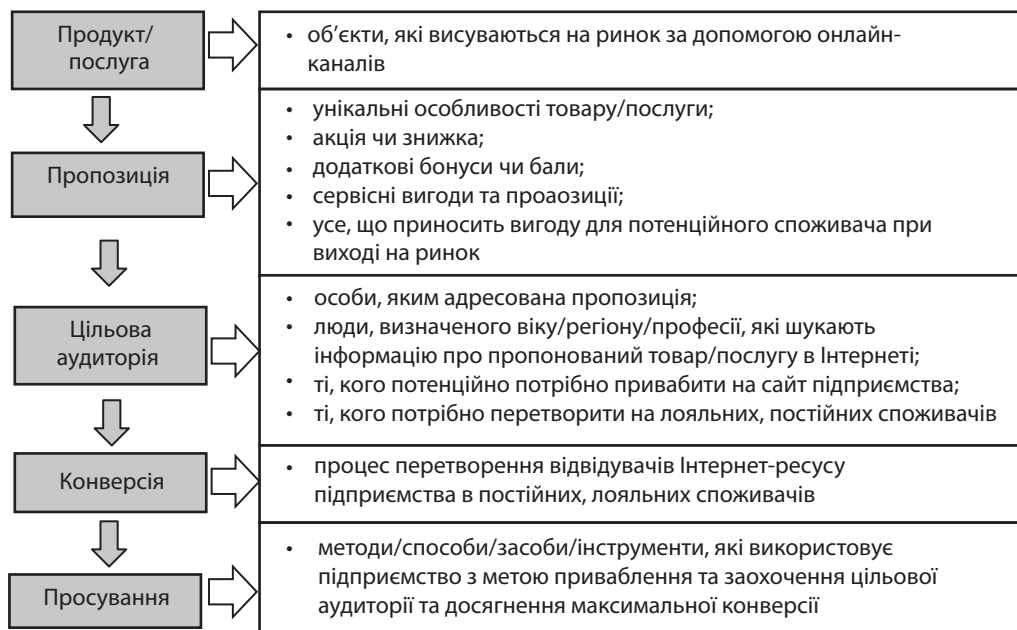 Продукт/
послуга
• об’єкти, які висуваються на ринок за допомогою онлайн-
каналів
Пропозиція
• унікальні особливості товару/послуги;
• акція чи знижка;
• додаткові бонуси чи бали;
• сервісні вигоди та проаозиції;
• усе, що приносить вигоду для потенційного споживача при
виході на ринок
Цільова
аудиторія
• особи, яким адресована пропозиція;
• люди, визначеного віку/регіону/професії, які шукають
інформацію про пропонований товар/послугу в Інтернеті;
• ті, кого потенційно потрібно привабити на сайт підприємства;
• ті, кого потрібно перетворити на лояльних, постійних споживачів
Конверсія
• процес перетворення відвідувачів Інтернет-ресурсу
підприємства в постійних, лояльних споживачів
Просування
• методи/способи/засоби/інструменти, які використовує
підприємство з метою приваблення та заохочення цільової
аудиторії та досягнення максимальної конверсії